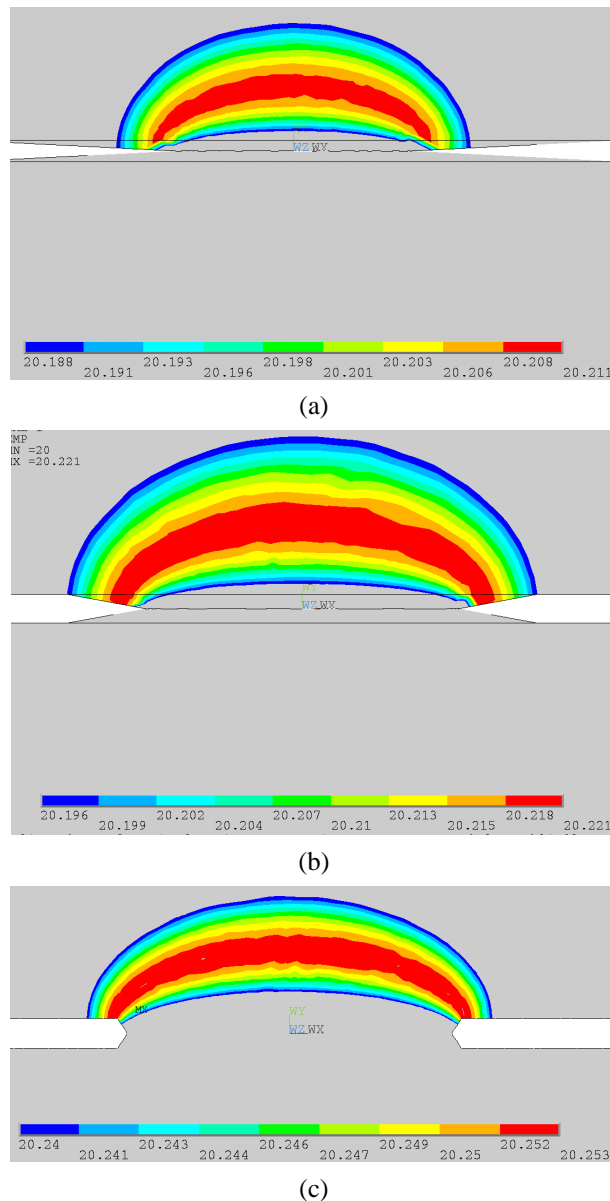 WZ WY
20.188 20.193 20.198 20.203 20.208
20.191 20.196 20.201 20.206 20.211
(a)
EMP
MN =20
MX =20.221
WY
WZ WY
20.196 20.202 20.207 20.213 20.218
20.199 20.204 20.21 20.215 20.221
(b)
MX
WY
WZ WX
20.24 20.243 20.246 20.249 20.252
20.241 20.244 20.247 20.25 20.253
(c)